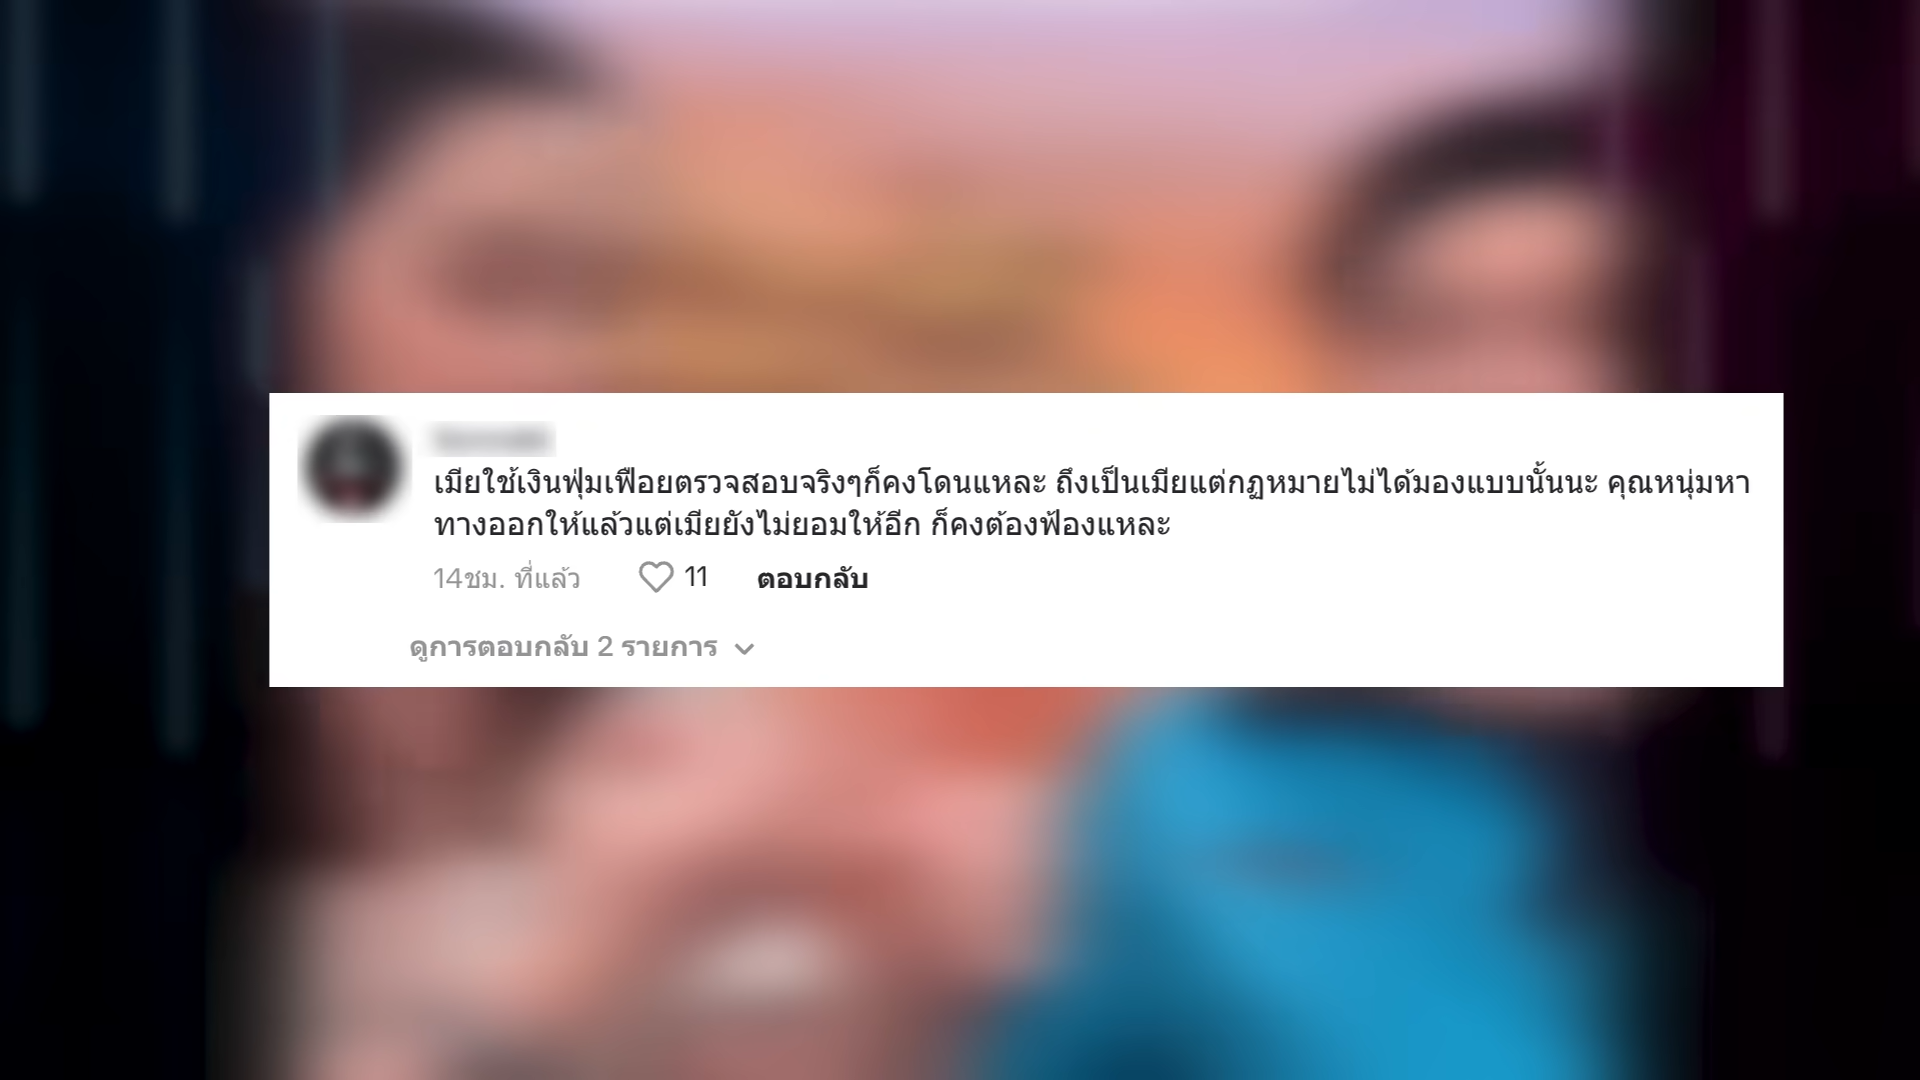 เมียใช้เงินฟุ่มเฟือยตรวจสอบจริงๆก็คงโดนแหละ ถึงเป็นเมียแต่กฏหมายไม่ได้มองแบบนั้นนะ คุณหนุ่มหา
ทางออกให้แล้วแต่เมียยังไม่ยอมให้อีก ก็คงต้องฟ้องแหละ
14ชม. ที่แล้ว 11 ตอบกลับ
ดูการตอบกลับ 2 รายการ